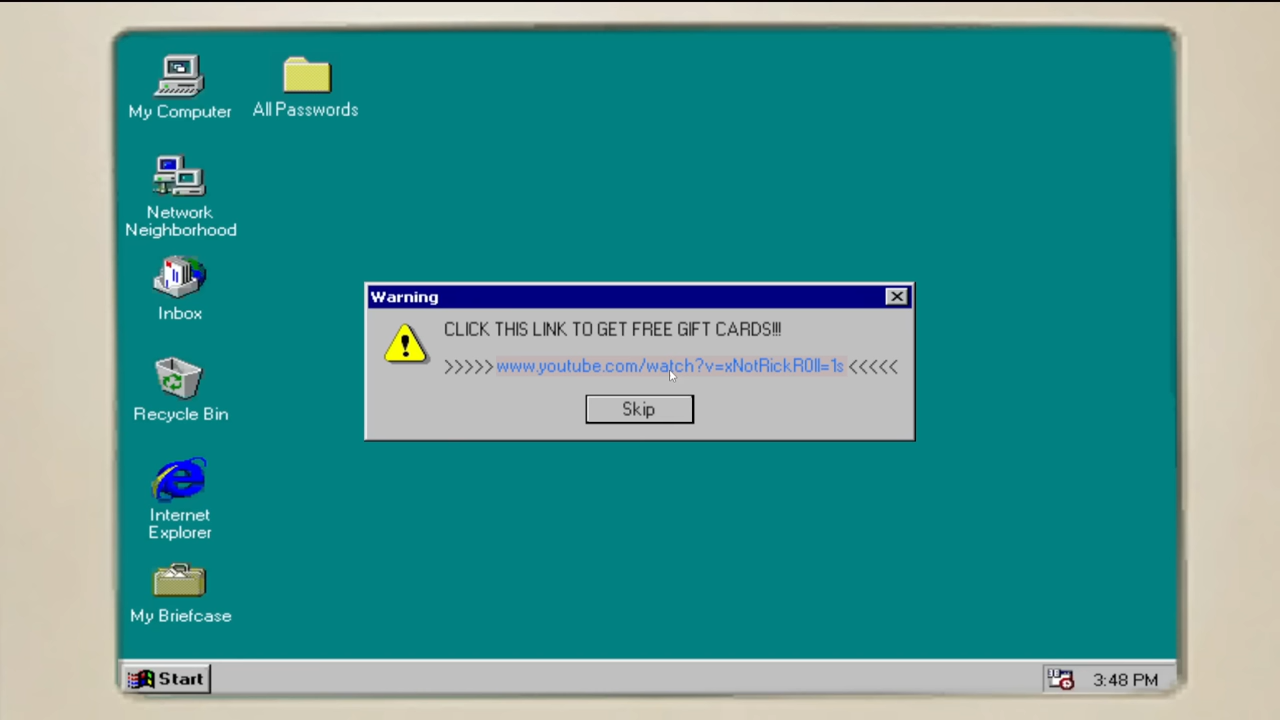 My Computer
All Passwords
Network
Neighborhood
Inbox
Recycle Bin
Internet
Explorer
My Briefcase
Warning
CLICK THIS LINK TO GET FREE GIFT CARDS!!!
>>>>> www.youtube.com/watch?v=xNotRickR0ll=1s <<<<<
Skip
Start
3:48 PM